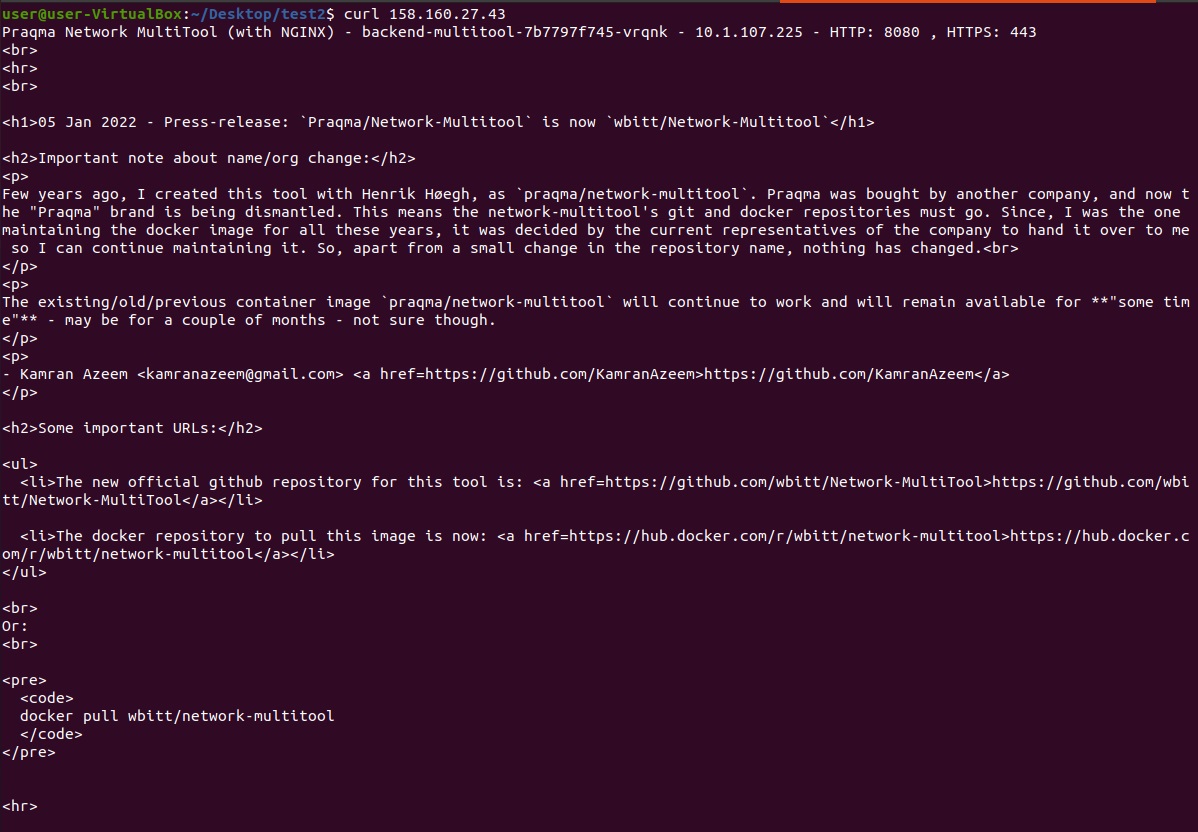 user@user-VirtualBox:~/Desktop/test2$ curl 158.160.27.43
Praqma Network MultiTool (with NGINX) - backend-multitool-7b7797f745-vrqnk - 10.1.107.225 - HTTP: 8080 , HTTPS: 443
<br>
<hr>
<br>

<h1>05 Jan 2022 - Press-release: `Praqma/Network-Multitool` is now `wbitt/Network-Multitool`</h1>

<h2>Important note about name/org change:</h2>
<p>
Few years ago, I created this tool with Henrik Høegh, as `praqma/network-multitool`. Praqma was bought by another company, and now t
he "Praqma" brand is being dismantled. This means the network-multitool's git and docker repositories must go. Since, I was the one
maintaining the docker image for all these years, it was decided by the current representatives of the company to hand it over to me
 so I can continue maintaining it. So, apart from a small change in the repository name, nothing has changed.<br>
</p>
<p>
The existing/old/previous container image `praqma/network-multitool` will continue to work and will remain available for **"some tim
e"** - may be for a couple of months - not sure though.
</p>
<p>
- Kamran Azeem <kamranazeem@gmail.com> <a href=https://github.com/KamranAzeem>https://github.com/KamranAzeem</a>
</p>

<h2>Some important URLs:</h2>

<ul>
  <li>The new official github repository for this tool is: <a href=https://github.com/wbitt/Network-MultiTool>https://github.com/wbi
tt/Network-MultiTool</a></li>

  <li>The docker repository to pull this image is now: <a href=https://hub.docker.com/r/wbitt/network-multitool>https://hub.docker.c
om/r/wbitt/network-multitool</a></li>
</ul>

<br>
Or:
<br>

<pre>
  <code>
  docker pull wbitt/network-multitool
  </code>
</pre>


<hr>